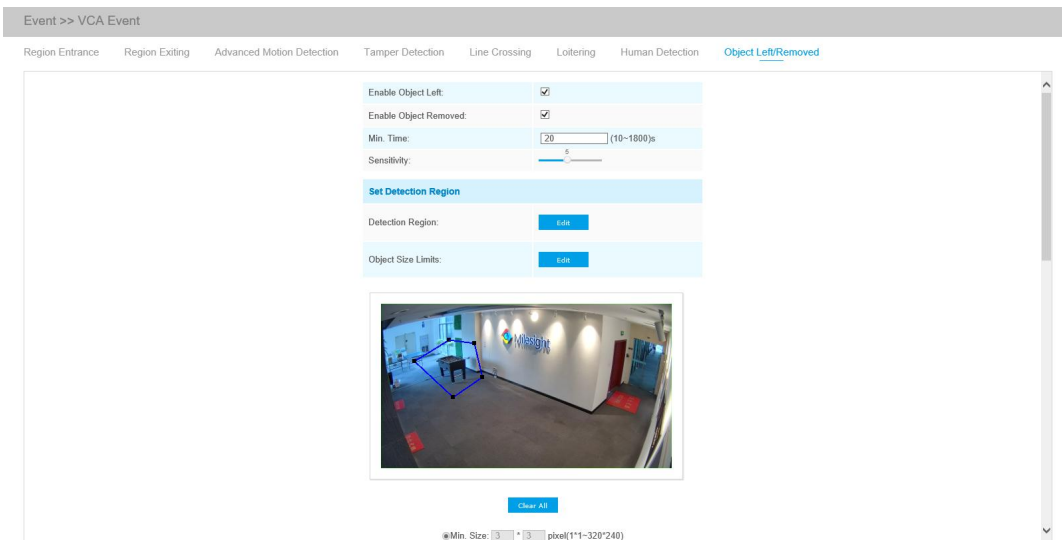 Event >> VCA Event
Region Entrance Region Exiting Advanced Motion Detection Tamper Detection Line Crossing Loitering Human Detection Object Left/Removed
Enable Object Left:
Enable Object Removed:
Min. Time: 20 (10~1800)s
5
Sensitivity:
Set Detection Region
Detection Region: Edit
Object Size Limits: Edit
Milesight
Clear All
Min. Size: 3 * 3 pixel(1*1~320*240)